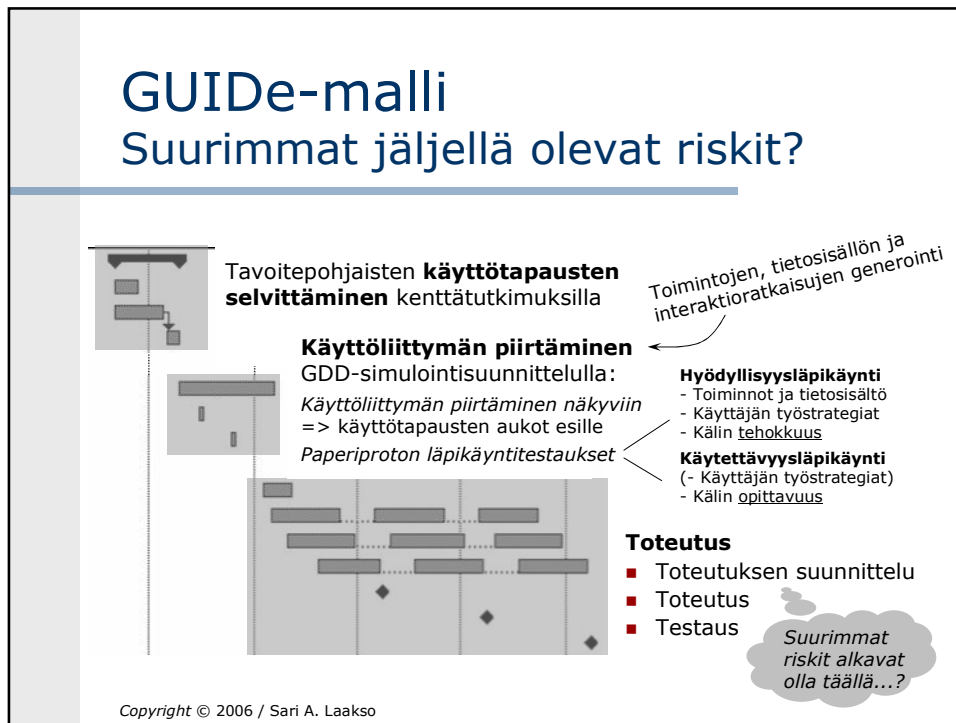 GUIDe-malli
Suurimmat jäljellä olevat riskit?
Tavoitepohjaisten käyttötapausten
selvittäminen kenttätutkimuksilla
Toimintojen, tietosisällön ja
interaktioratkaisujen generointi
Käyttöliittymän piirtäminen
GDD-simulointisuunnittelulla:
Käyttöliittymän piirtäminen näkyviin
=> käyttötapausten aukot esille
Paperiproton läpikäyntitestaukset
Hyödyllisyysläpikäynti
- Toiminnot ja tietosisältö
- Käyttäjän työstrategiat
- Kälin tehokkuus
Käytettävyysläpikäynti
(- Käyttäjän työstrategiat)
- Kälin opittavuus
Toteutus
Toteutuksen suunnittelu
Toteutus
Testaus
Suurimmat
riskit alkavat
olla täällä...?
Copyright © 2006 / Sari A. Laakso